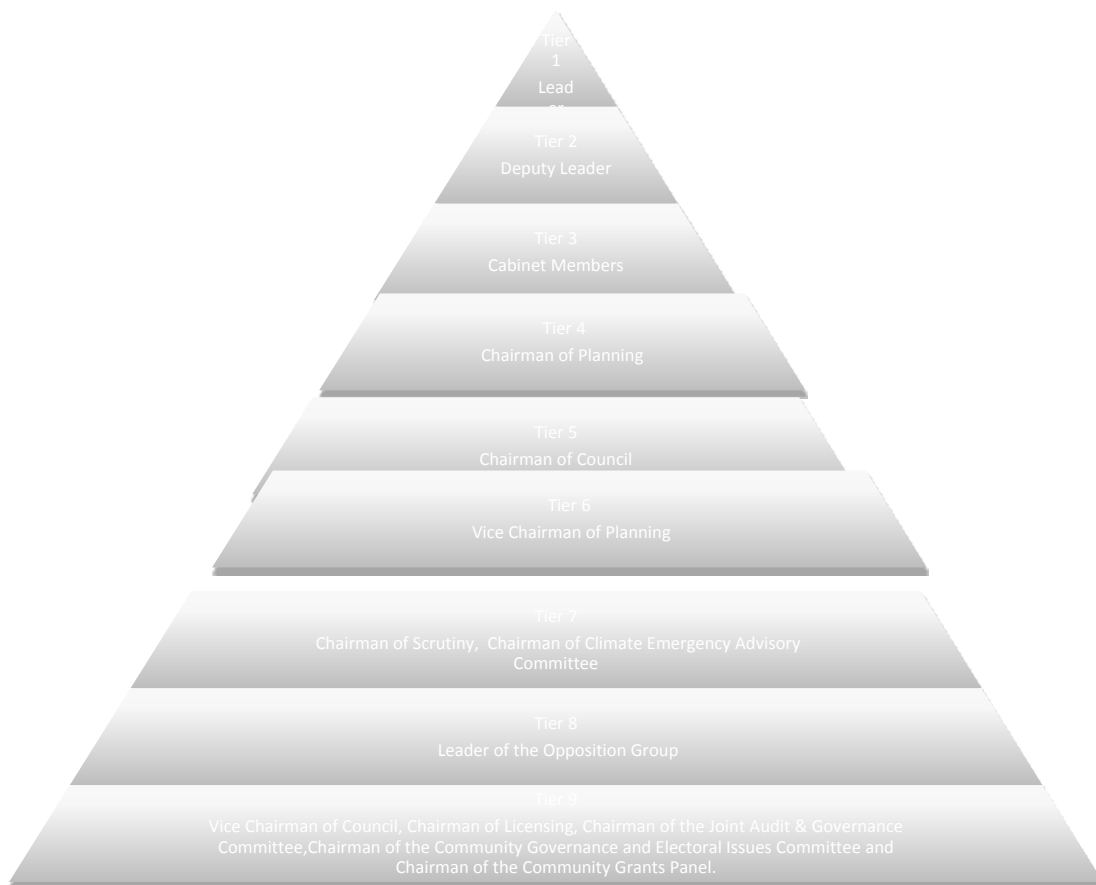 Tier
1
Lead
er
Tier 2
Deputy Leader
Tier 3
Cabinet Members
Tier 4
Chairman of Planning
Tier 5
Chairman of Council
Tier 6
Vice Chairman of Planning
Tier 7
Chairman of Scrutiny,  Chairman of Climate Emergency Advisory
Committee
Tier 8
Leader of the Opposition Group
Tier 9
Vice Chairman of Council, Chairman of Licensing, Chairman of the Joint Audit & Governance
Committee,Chairman of the Community Governance and Electoral Issues Committee and
Chairman of the Community Grants Panel.